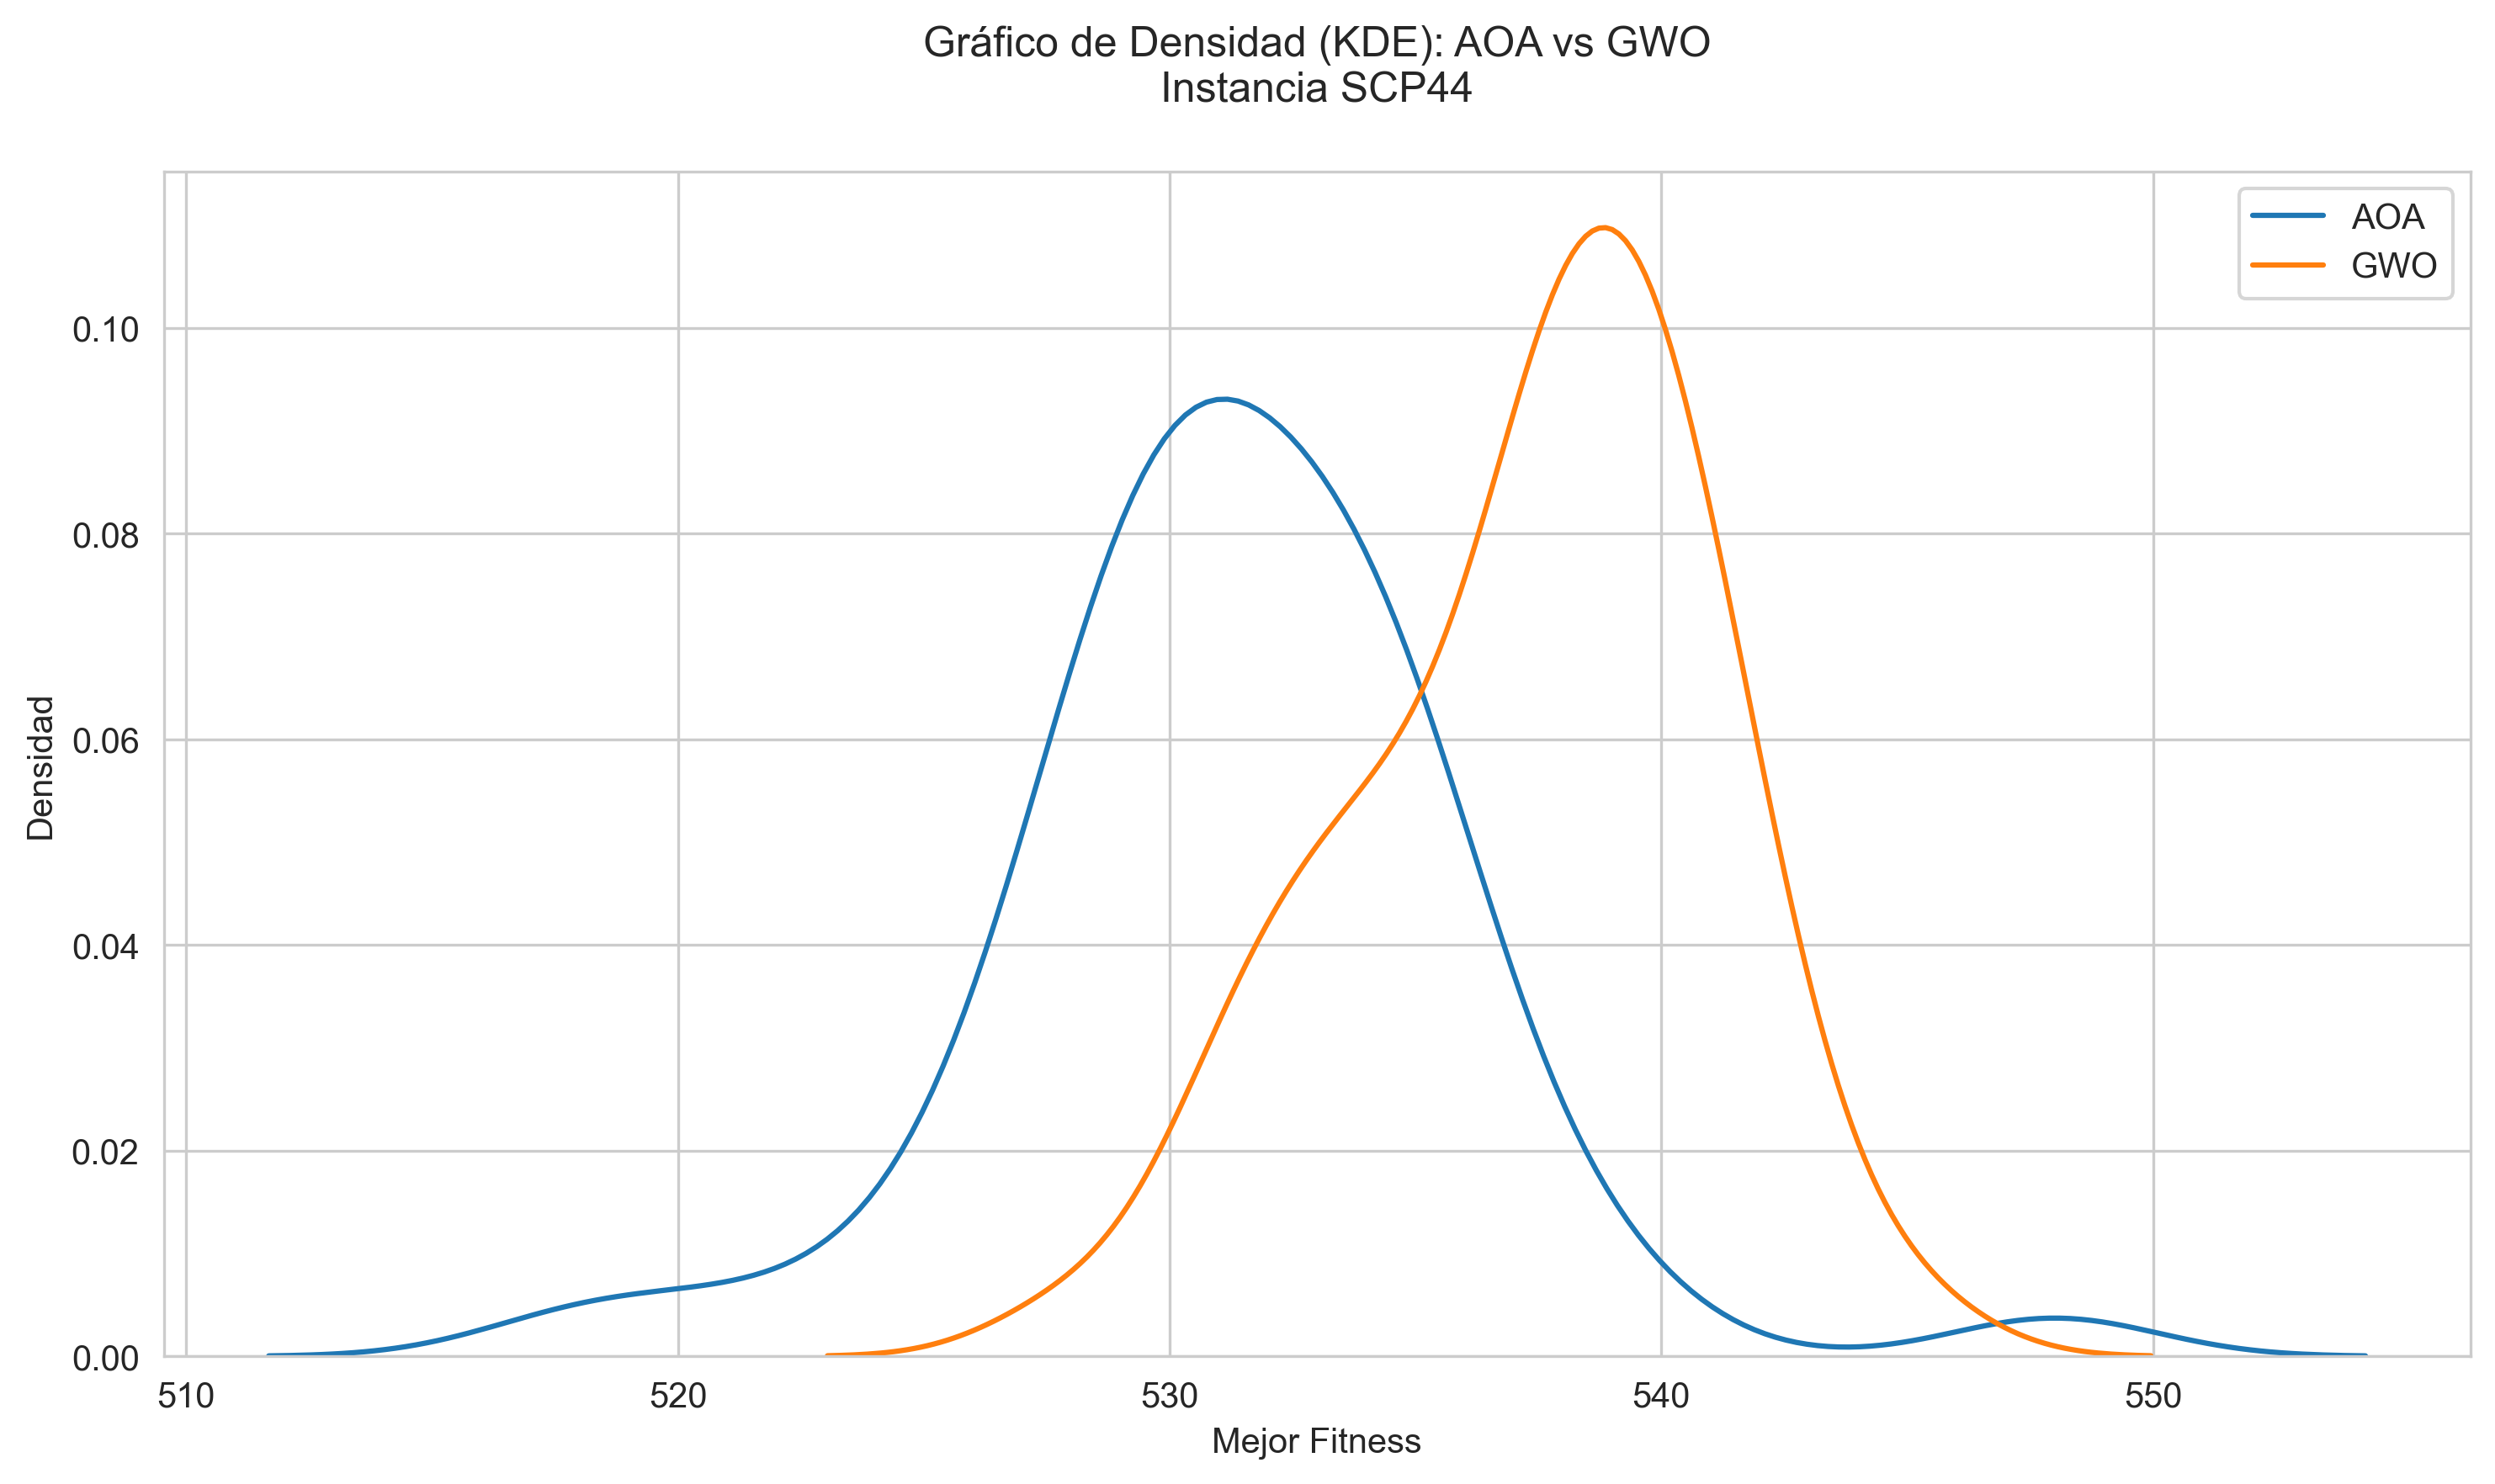 Gráfico de Densidad (KDE): AOA vs GWO
Instancia SCP44
AOA
GWO
0.10
0.08
0.06
0.04
0.02
0.00
Densidad
510
520
530
540
550
Mejor Fitness